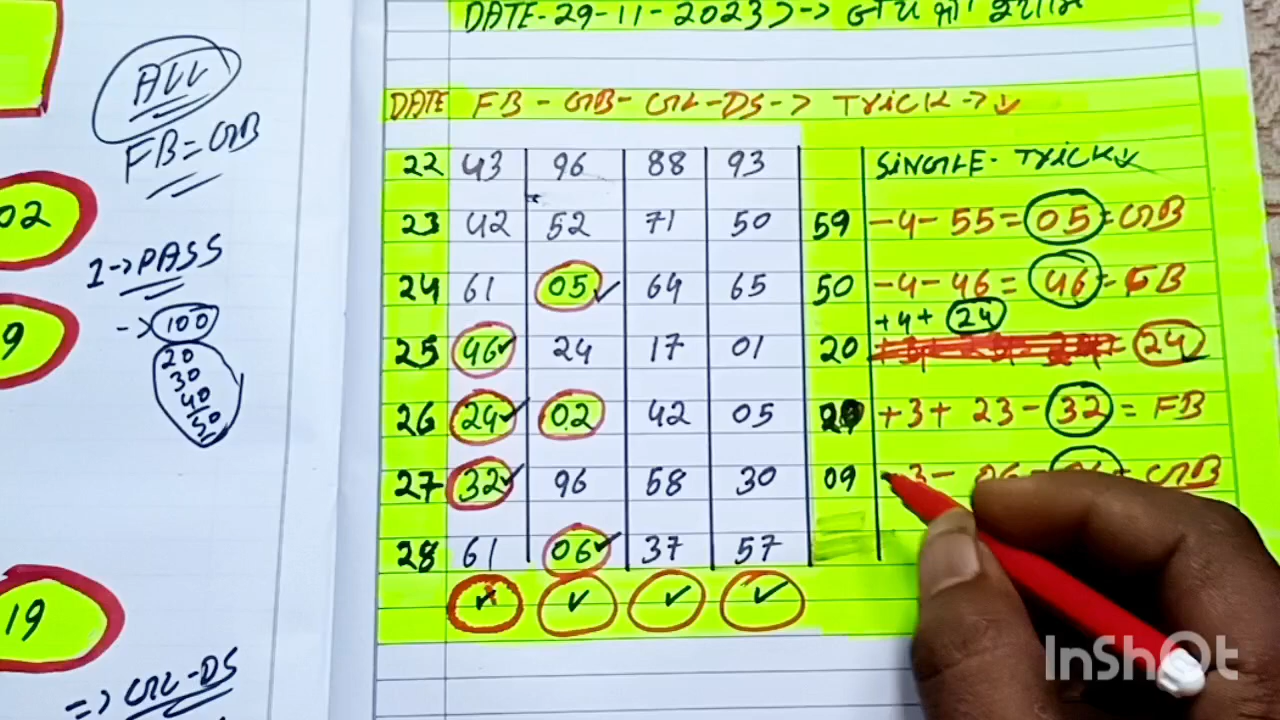 DATE-29-11-2023 → जय माँ
ALL
FB=GB
02
1→PASS
→100
20
30
40
50
9
19
⇒ GL-DS
DATE FB-GB-GL-DS→ TRICK→↓
22 43 96 88 93 SINGLE- TRICK↓
23 42 52 71 50 59 -4-55=05=GB
24 61 05✓ 64 65 50 -4-46=46=FB
+4+ 24
25 46✓ 24 17 01 20 =24
26 24✓ 02 42 05 +3+ 23-32=FB
27 32✓ 96 58 30 09 GB
28 61 06✓ 37 57
✓ ✓ ✓ ✓
InShOt